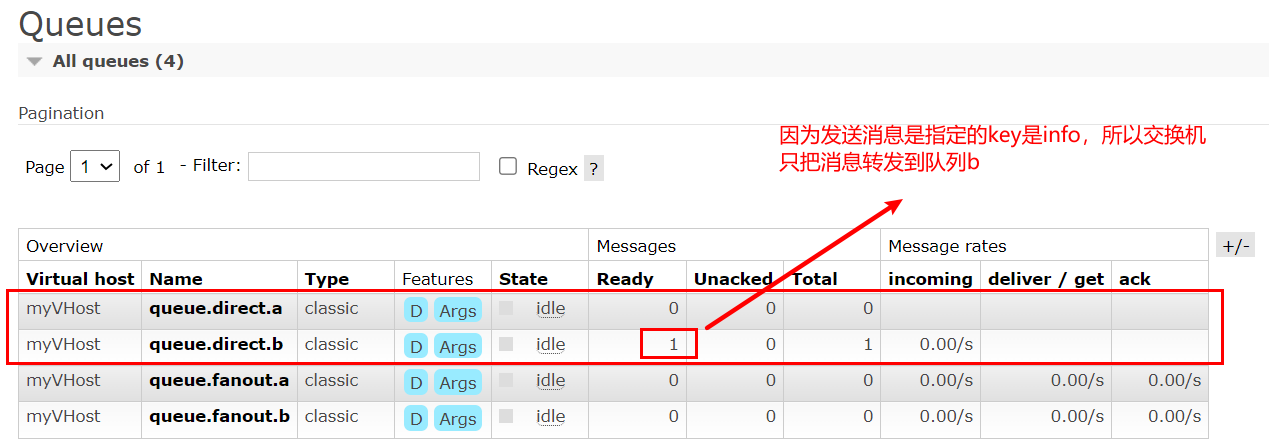 Queues
All queues (4)
Pagination
Page 1 of 1 - Filter: Regex ?
因为发送消息是指定的key是info，所以交换机
只把消息转发到队列b
Overview Messages Message rates +/-
Virtual host Name Type Features State Ready Unacked Total incoming deliver / get ack
myVHost queue.direct.a classic D Args idle 0 0 0
myVHost queue.direct.b classic D Args idle 1 0 1 0.00/s
myVHost queue.fanout.a classic D Args idle 0 0 0 0.00/s 0.00/s 0.00/s
myVHost queue.fanout.b classic D Args idle 0 0 0 0.00/s 0.00/s 0.00/s